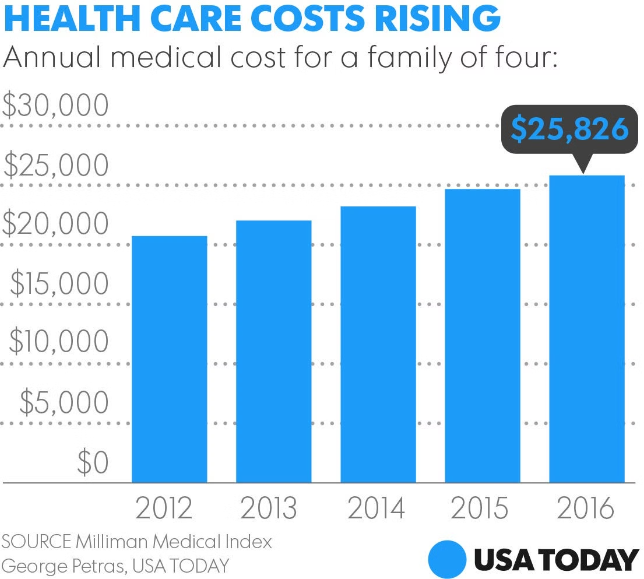 HEALTH CARE COSTS RISING
Annual medical cost for a family of four:
$30,000
$25,826
$25,000
$20,000
$15,000
$10,000
$5,000
$0
2012 2013 2014 2015 2016
SOURCE Milliman Medical Index
George Petras, USA TODAY
USA TODAY